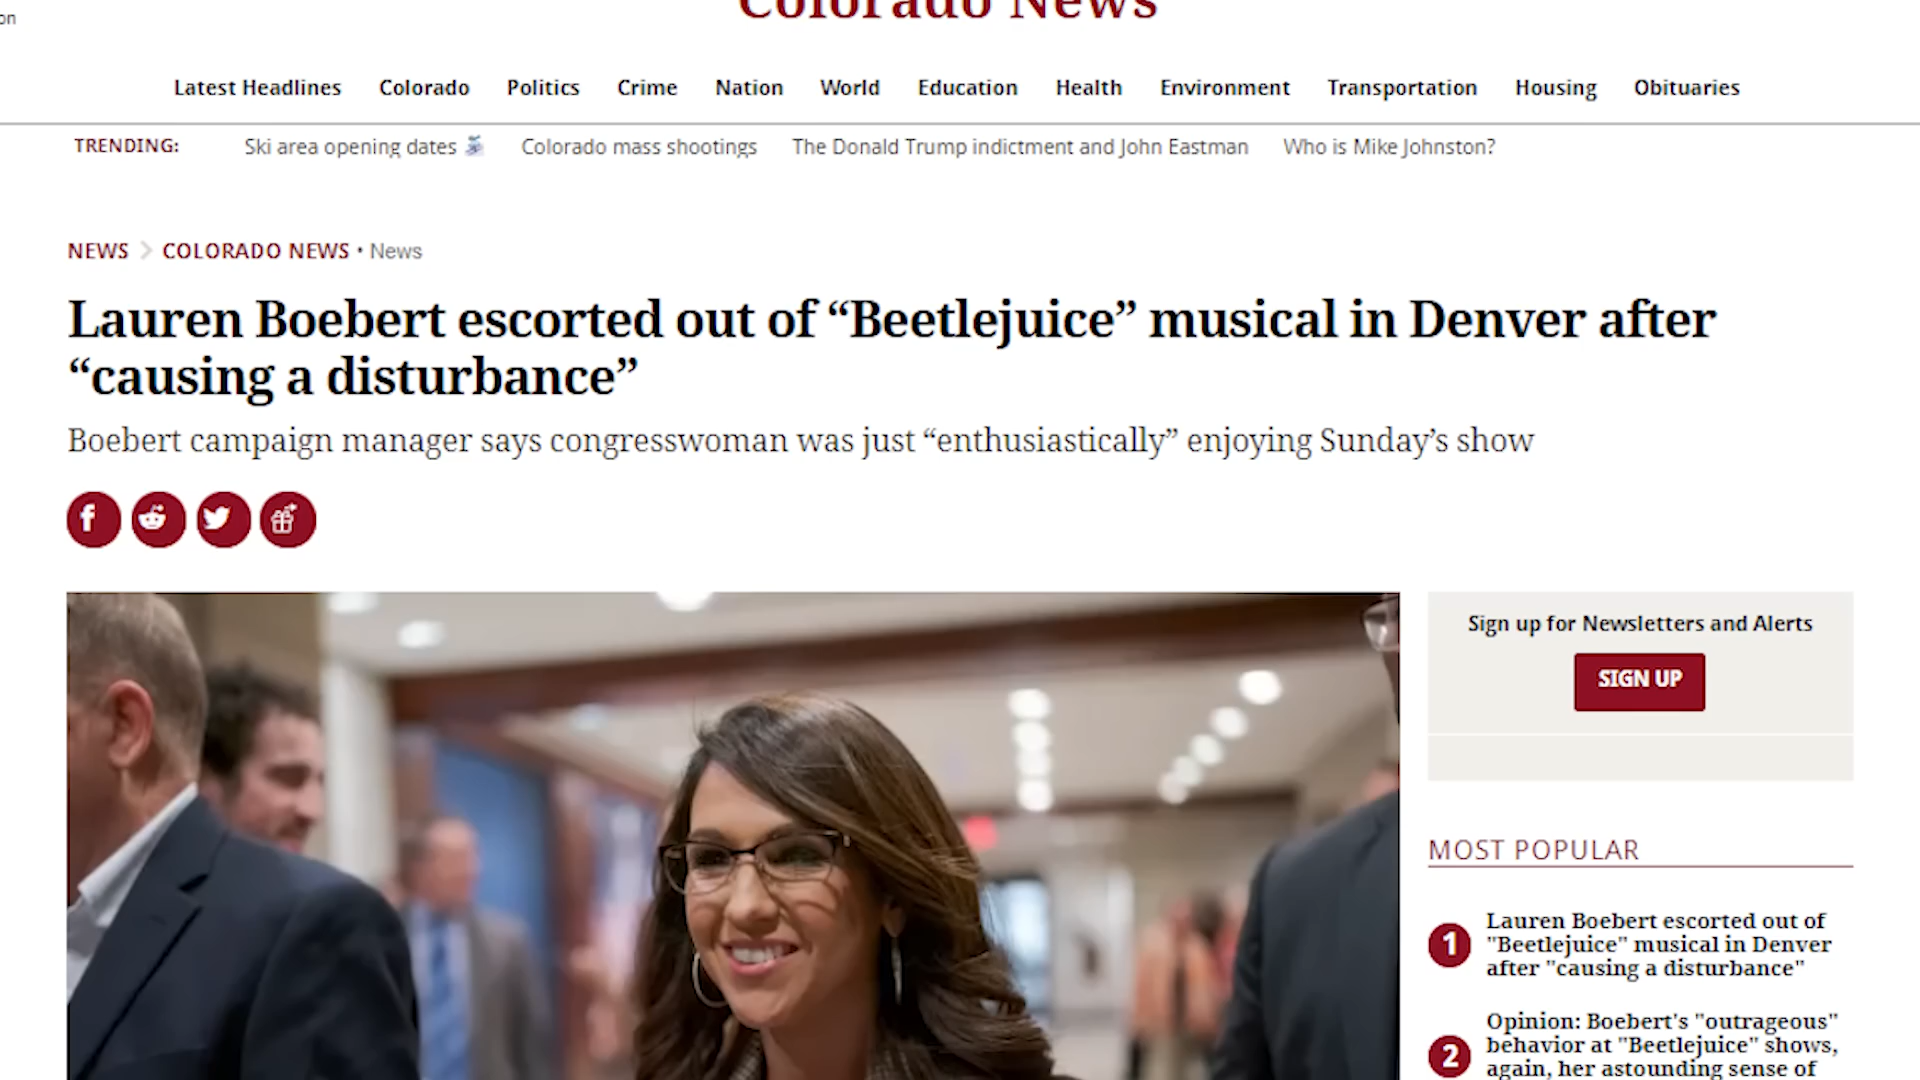 on
Colorado News
Latest Headlines Colorado Politics Crime Nation World Education Health Environment Transportation Housing Obituaries
TRENDING: Ski area opening dates Colorado mass shootings The Donald Trump indictment and John Eastman Who is Mike Johnston?
NEWS COLORADO NEWS • News
Lauren Boebert escorted out of “Beetlejuice” musical in Denver after
“causing a disturbance”
Boebert campaign manager says congresswoman was just “enthusiastically” enjoying Sunday’s show
Sign up for Newsletters and Alerts
SIGN UP
MOST POPULAR
1
Lauren Boebert escorted out of
"Beetlejuice" musical in Denver
after "causing a disturbance"
2
Opinion: Boebert's "outrageous"
behavior at "Beetlejuice" shows,
again, her astounding sense of